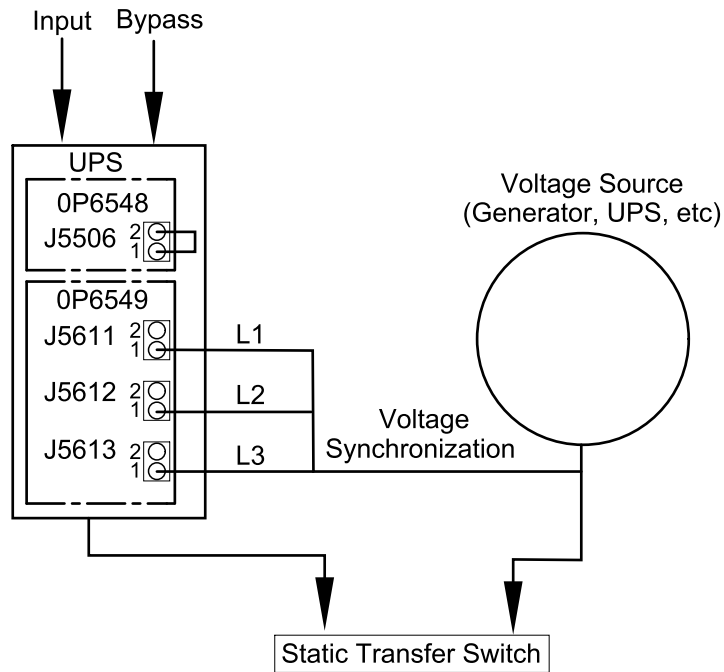 Input
Bypass
UPS
0P6548
J5506
2
1
0P6549
J5611
2
1
L1
J5612
2
1
L2
J5613
2
1
L3
Voltage
Synchronization
Voltage Source
(Generator, UPS, etc)
Static Transfer Switch